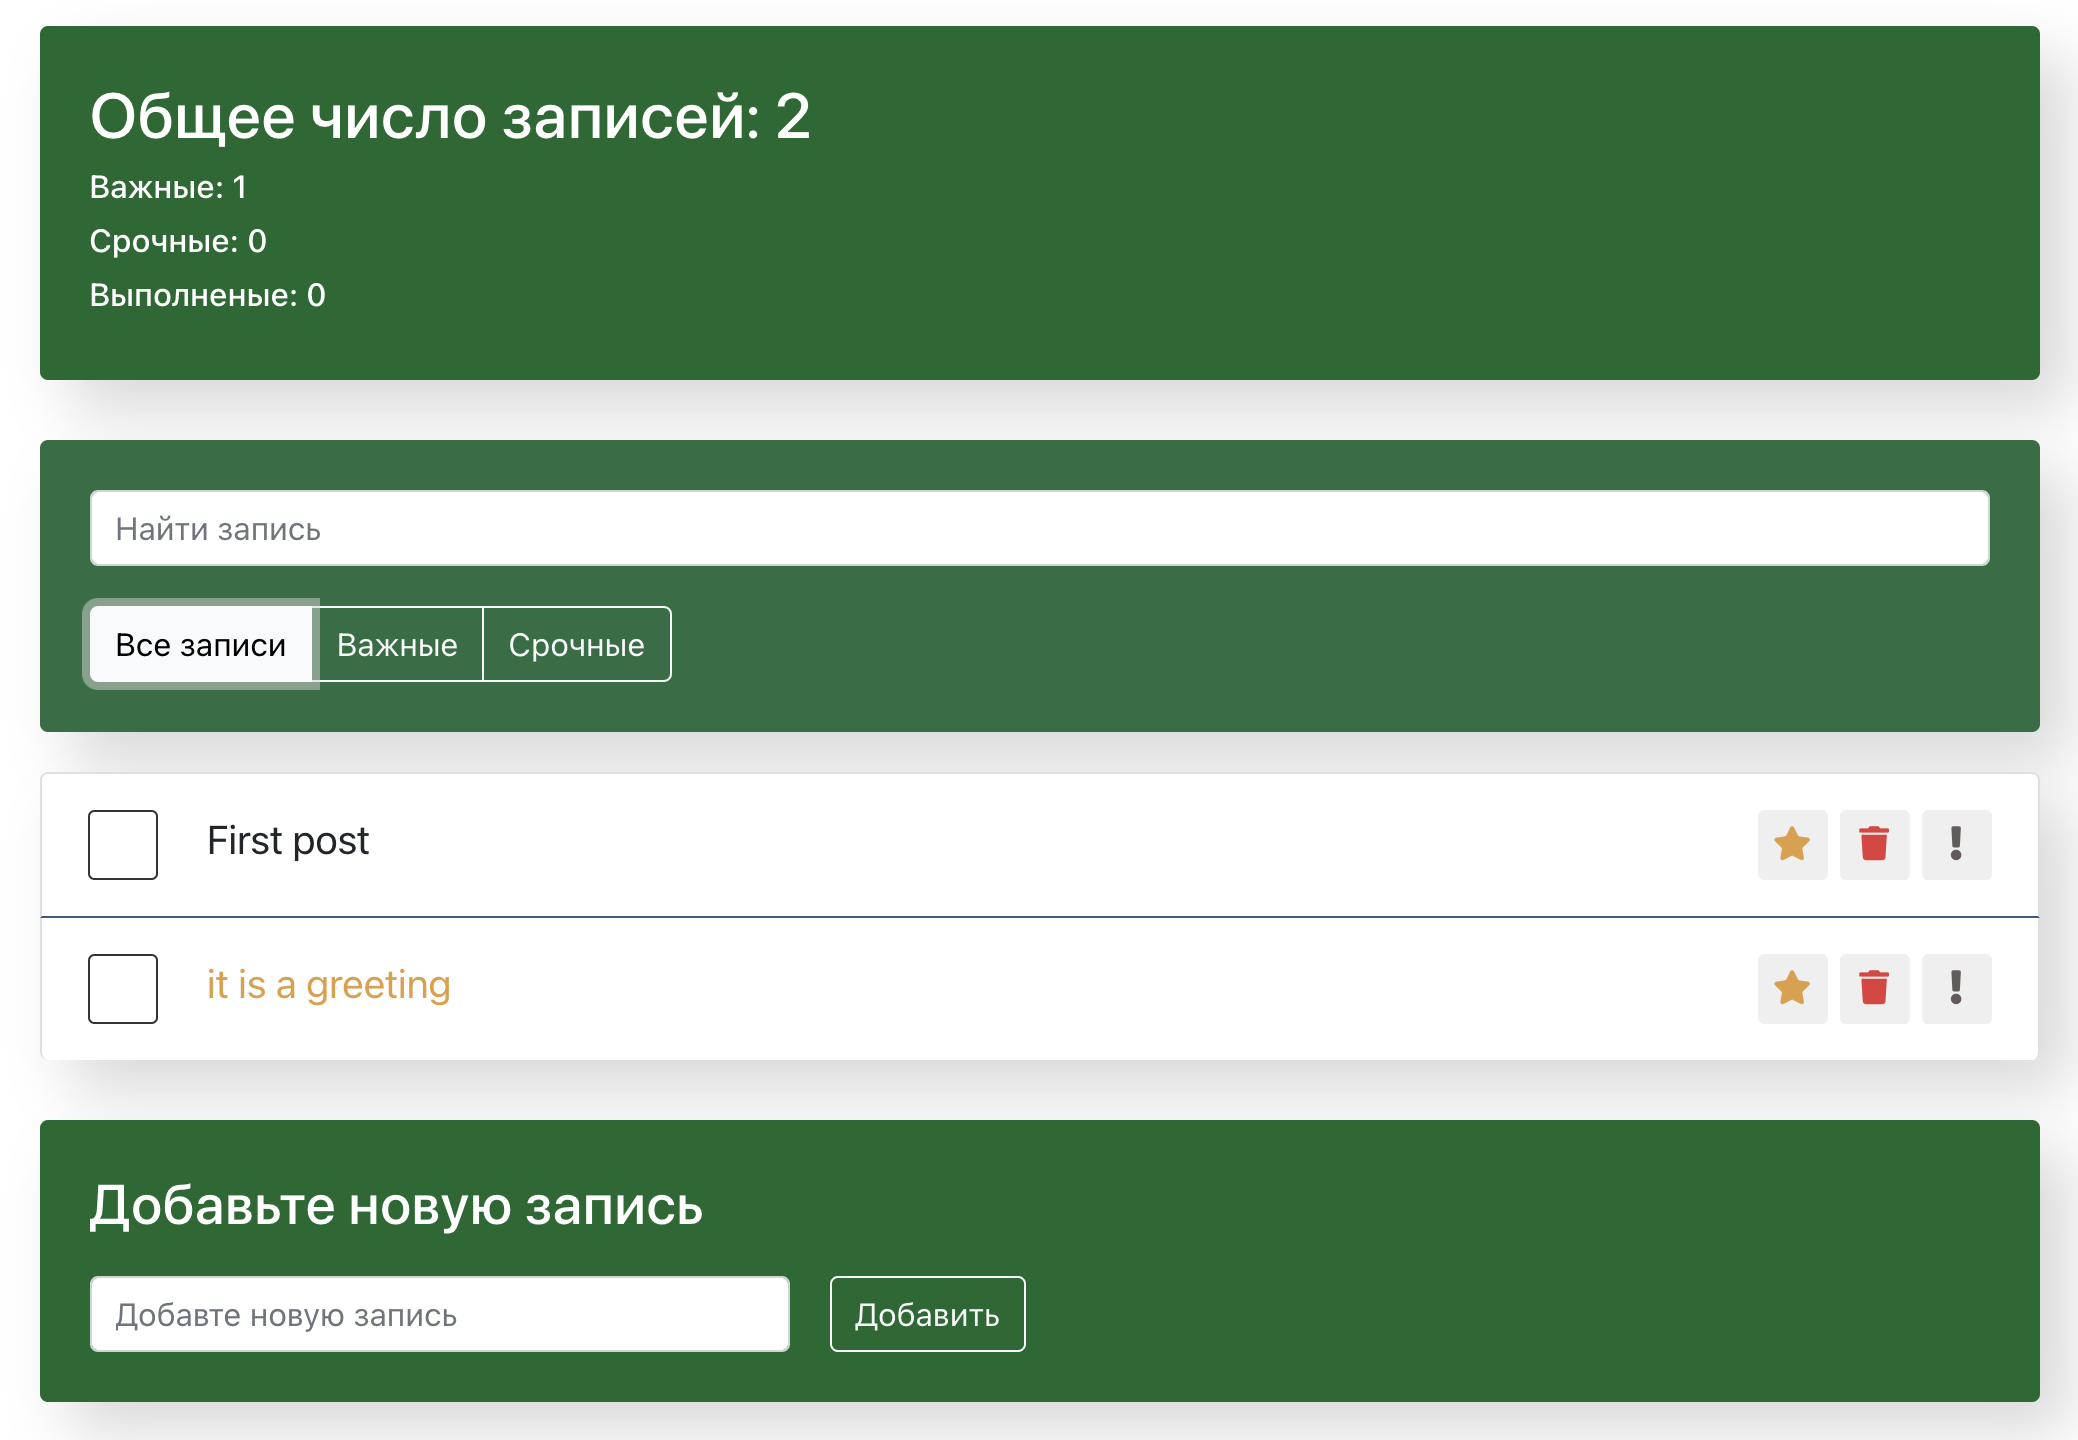 Общее число записей: 2
Важные: 1
Срочные: 0
Выполненые: 0
Найти запись
Все записи Важные Срочные
First post
it is a greeting
Добавьте новую запись
Добавте новую запись Добавить